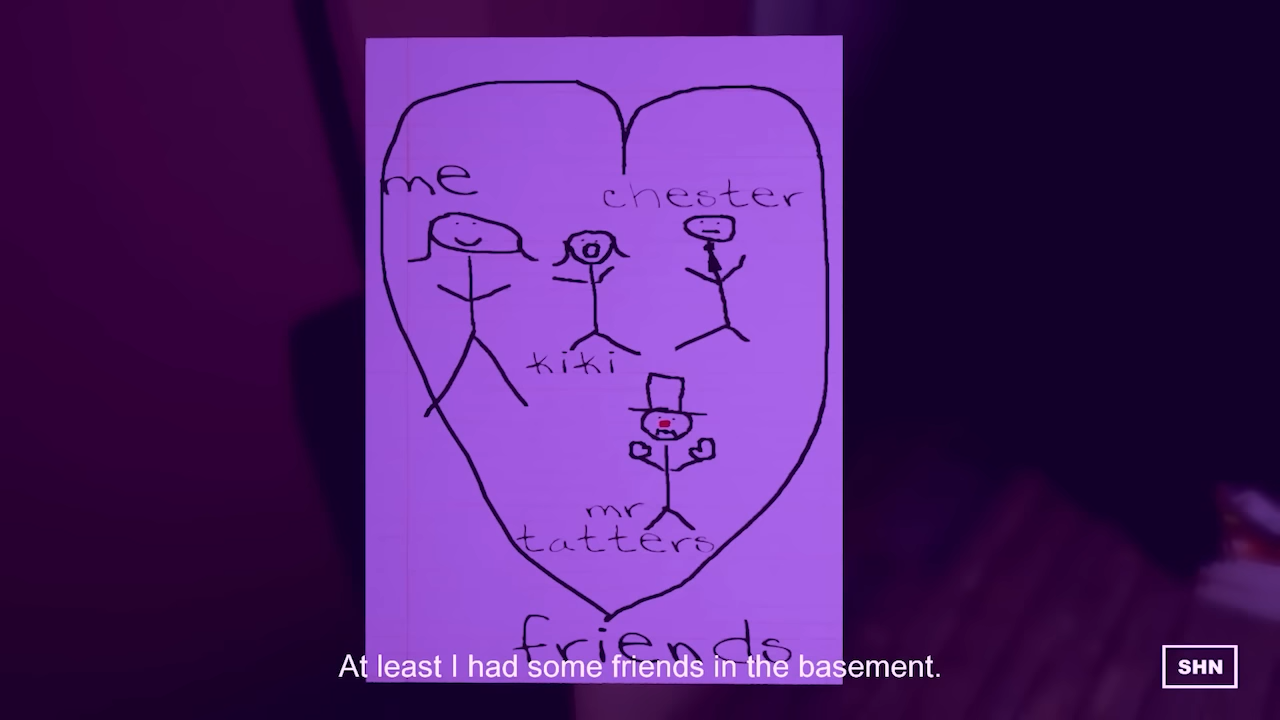 me
chester
kiki
mr
tatters
friends
At least I had some friends in the basement.
SHN